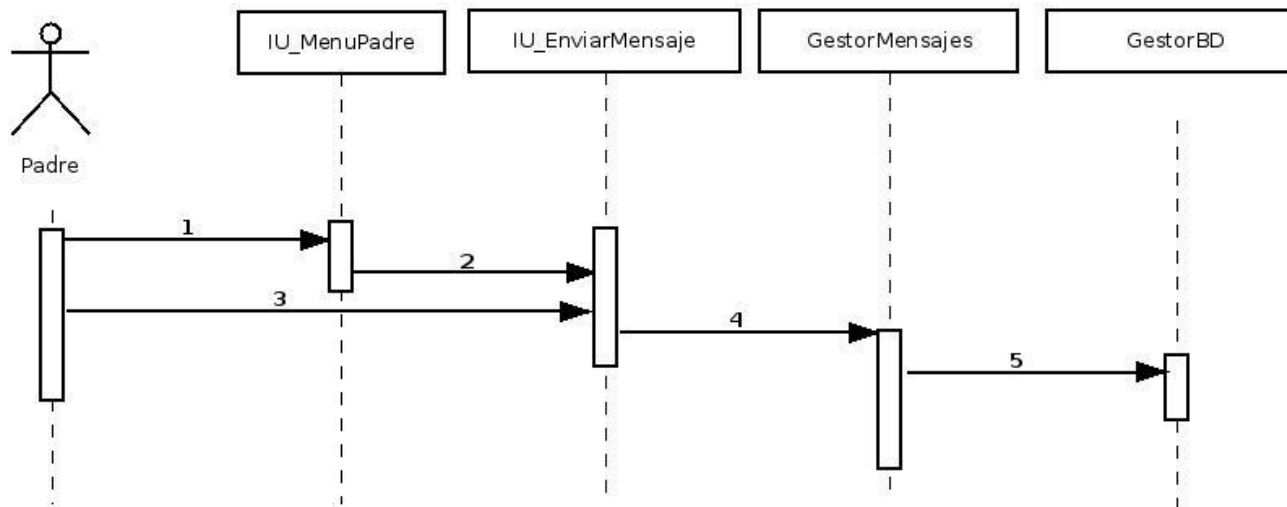 IU_MenuPadre
IU_EnviarMensaje
GestorMensajes
GestorBD
Padre
1
2
3
4
5